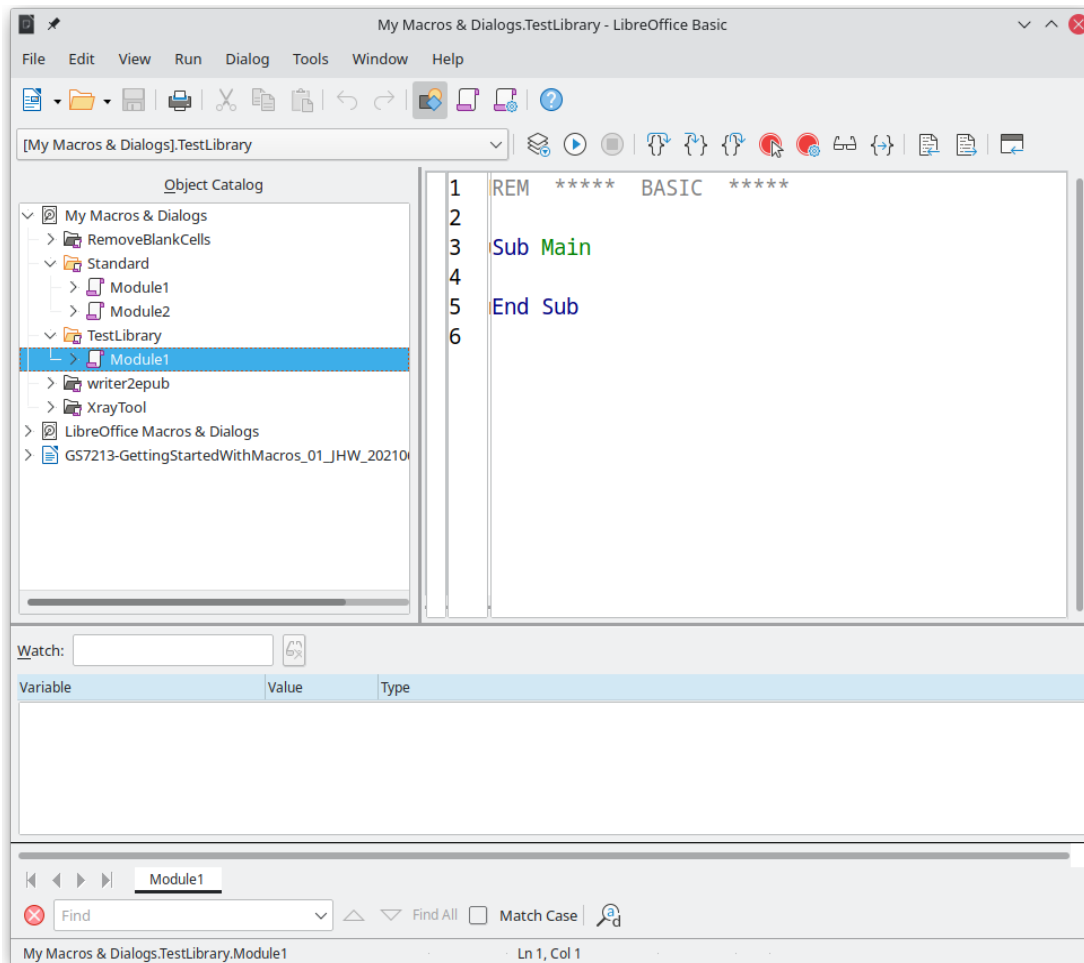 My Macros & Dialogs.TestLibrary - LibreOffice Basic
File Edit View Run Dialog Tools Window Help
[My Macros & Dialogs].TestLibrary
Object Catalog
My Macros & Dialogs
RemoveBlankCells
Standard
Module1
Module2
TestLibrary
Module1
writer2epub
XrayTool
LibreOffice Macros & Dialogs
GS7213-GettingStartedWithMacros_01_JHW_20210
1 REM ***** BASIC *****
2
3 Sub Main
4
5 End Sub
6
Watch:
Variable Value Type
Module1
Find Find All Match Case
My Macros & Dialogs.TestLibrary.Module1 Ln 1, Col 1